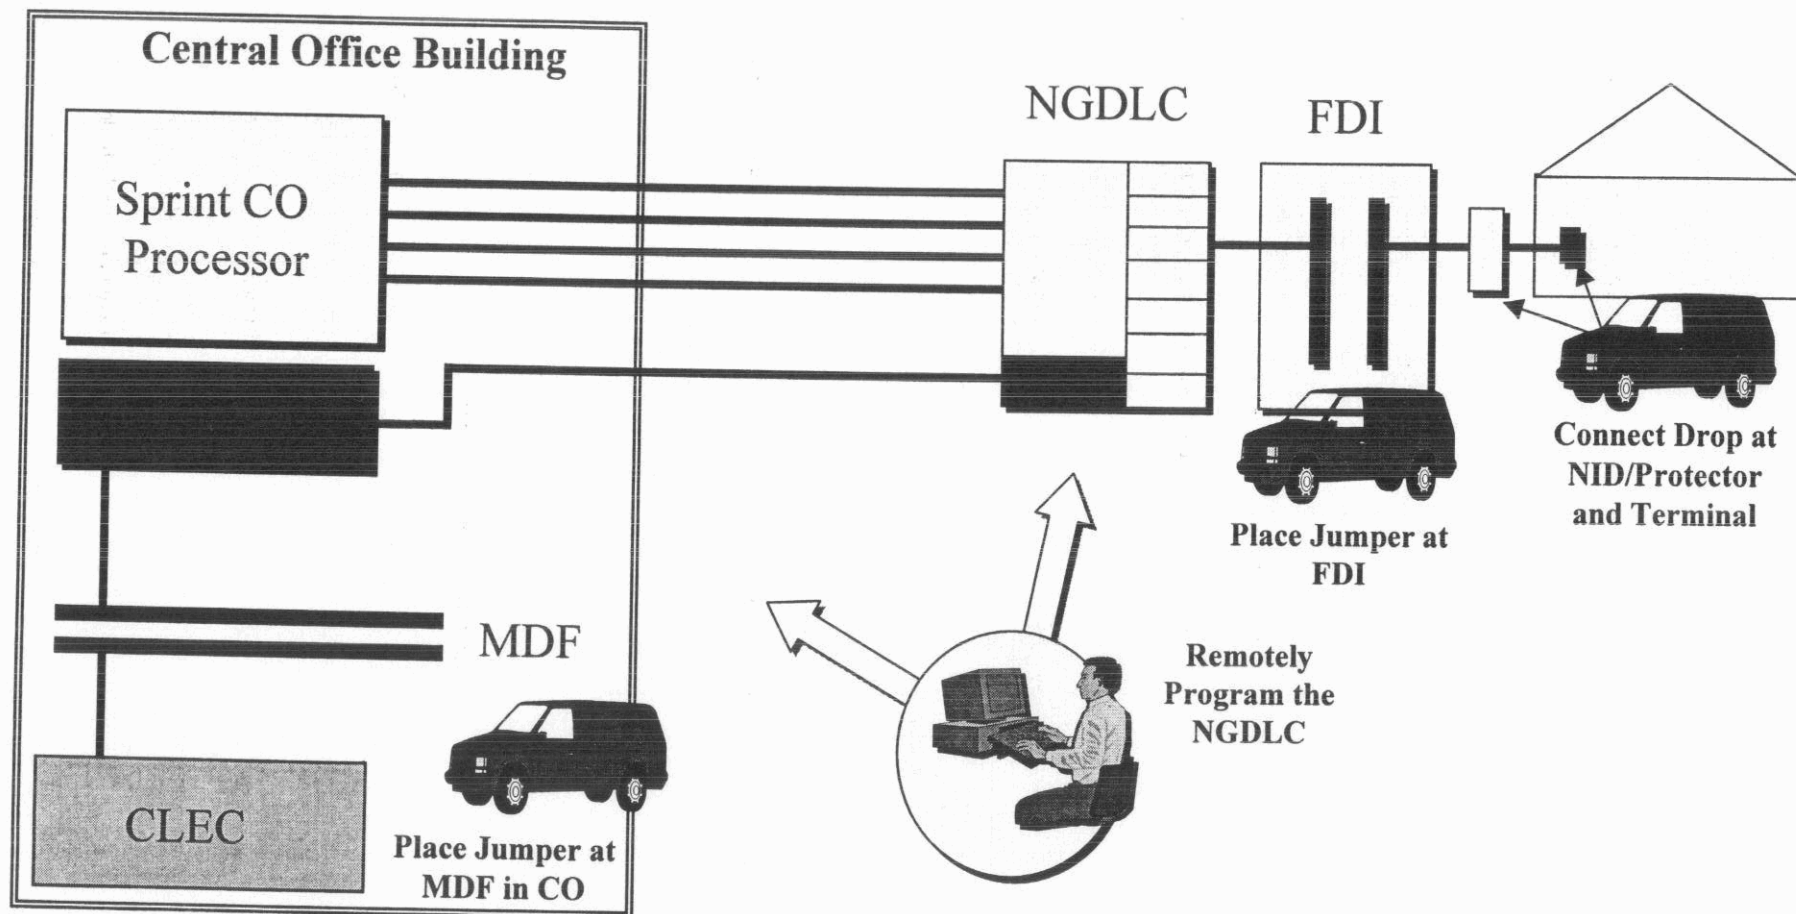 Central Office Building
Sprint CO
Processor
NGDLC
FDI
Connect Drop at
NID/Protector
and Terminal
Place Jumper at
FDI
MDF
Remotely
Program the
NGDLC
CLEC
Place Jumper at
MDF in CO